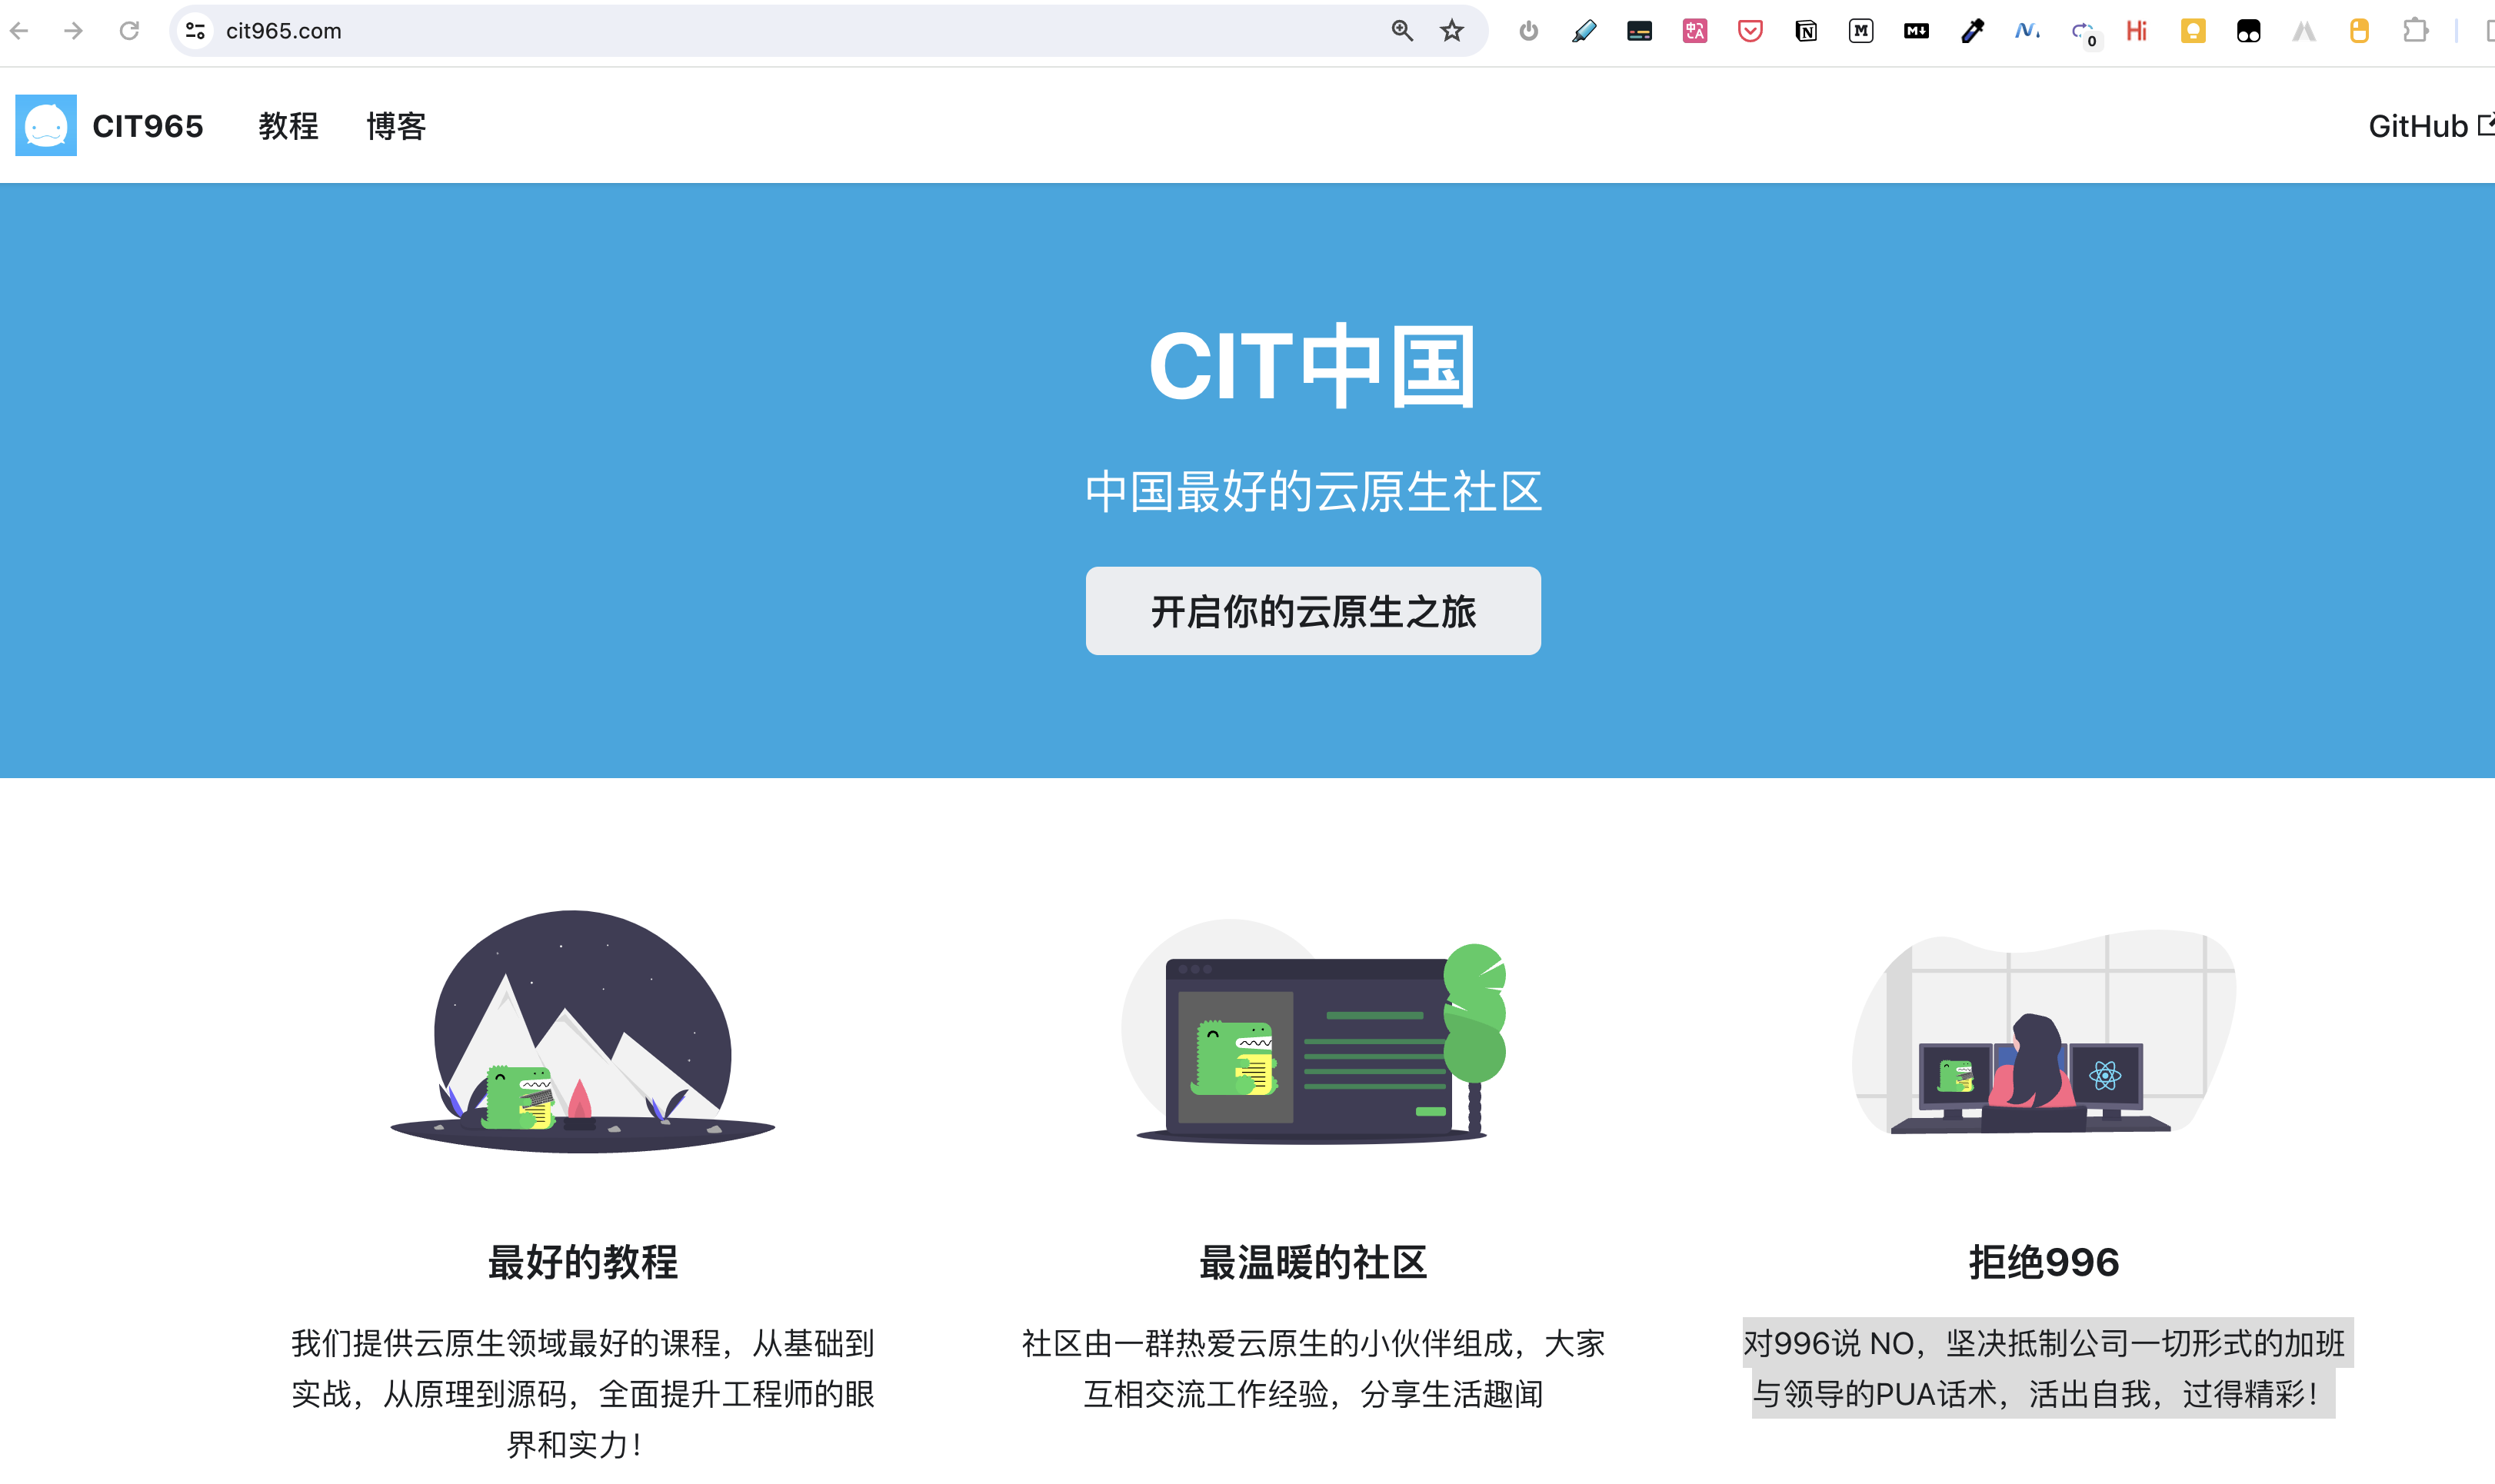 cit965.com
0
Hi
CIT965
教程
博客
GitHub
CIT中国
中国最好的云原生社区
开启你的云原生之旅
最好的教程
我们提供云原生领域最好的课程，从基础到
实战，从原理到源码，全面提升工程师的眼
界和实力！
最温暖的社区
社区由一群热爱云原生的小伙伴组成，大家
互相交流工作经验，分享生活趣闻
拒绝996
对996说 NO，坚决抵制公司一切形式的加班
与领导的PUA话术，活出自我，过得精彩！